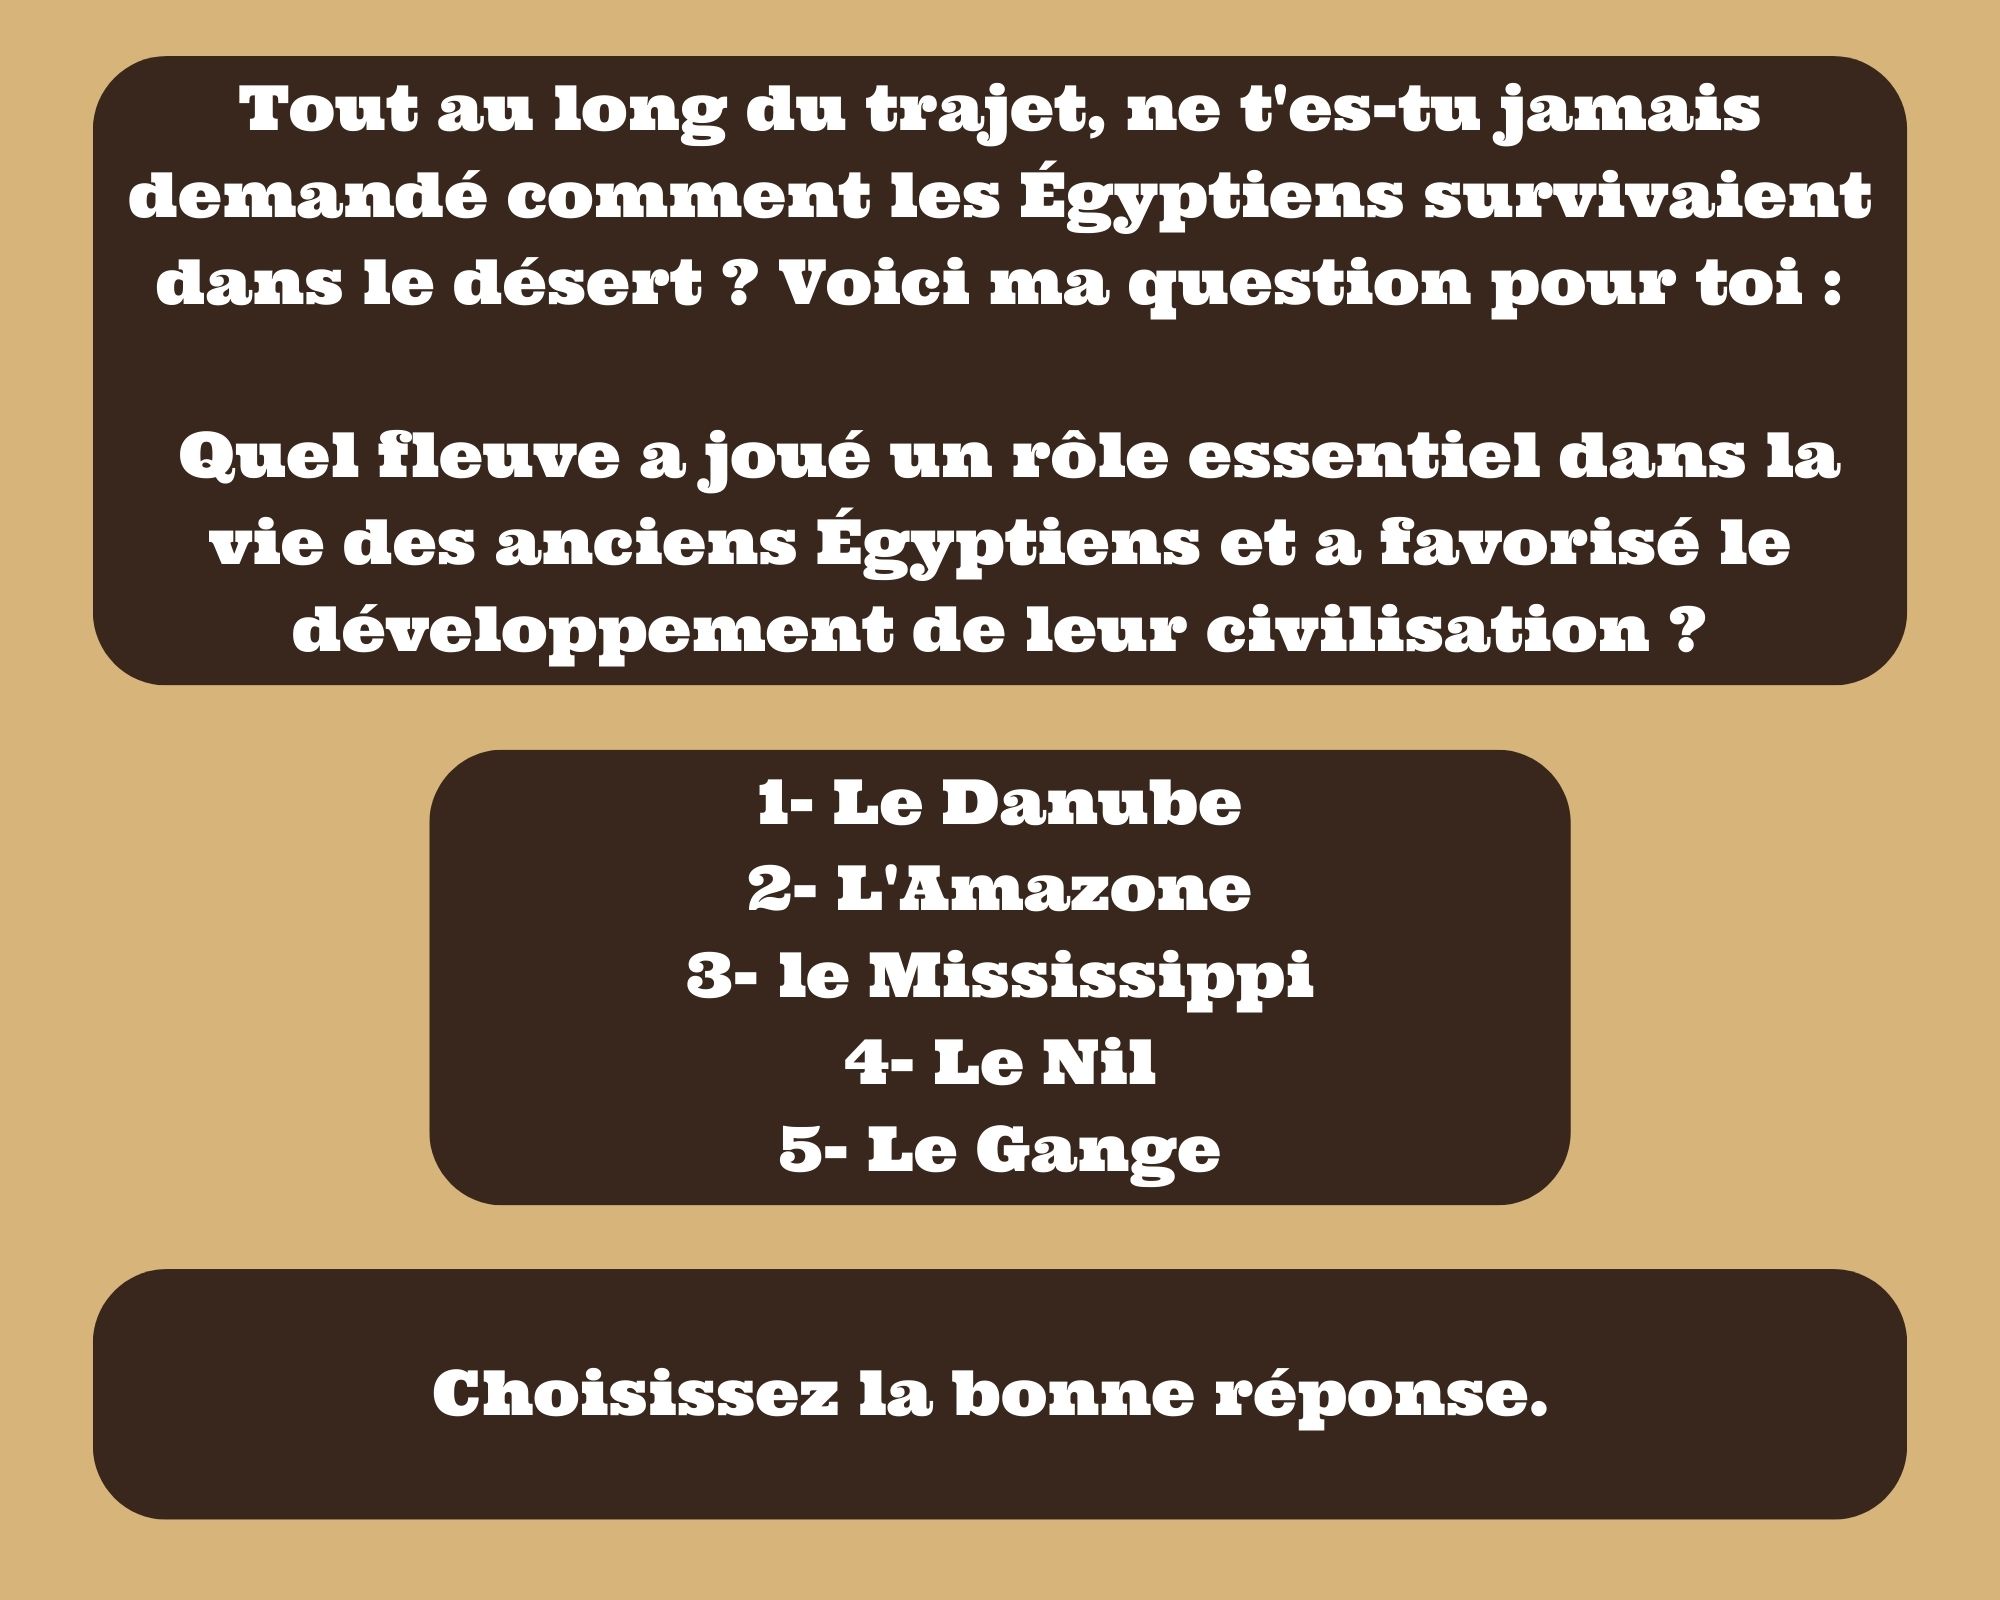 Tout au long du trajet, ne t'es-tu jamais
demandé comment les Égyptiens survivaient
dans le désert ? Voici ma question pour toi :
Quel fleuve a joué un rôle essentiel dans la
vie des anciens Égyptiens et a favorisé le
développement de leur civilisation ?
1- Le Danube
2- L'Amazone
3- le Mississippi
4- Le Nil
5- Le Gange
Choisissez la bonne réponse.